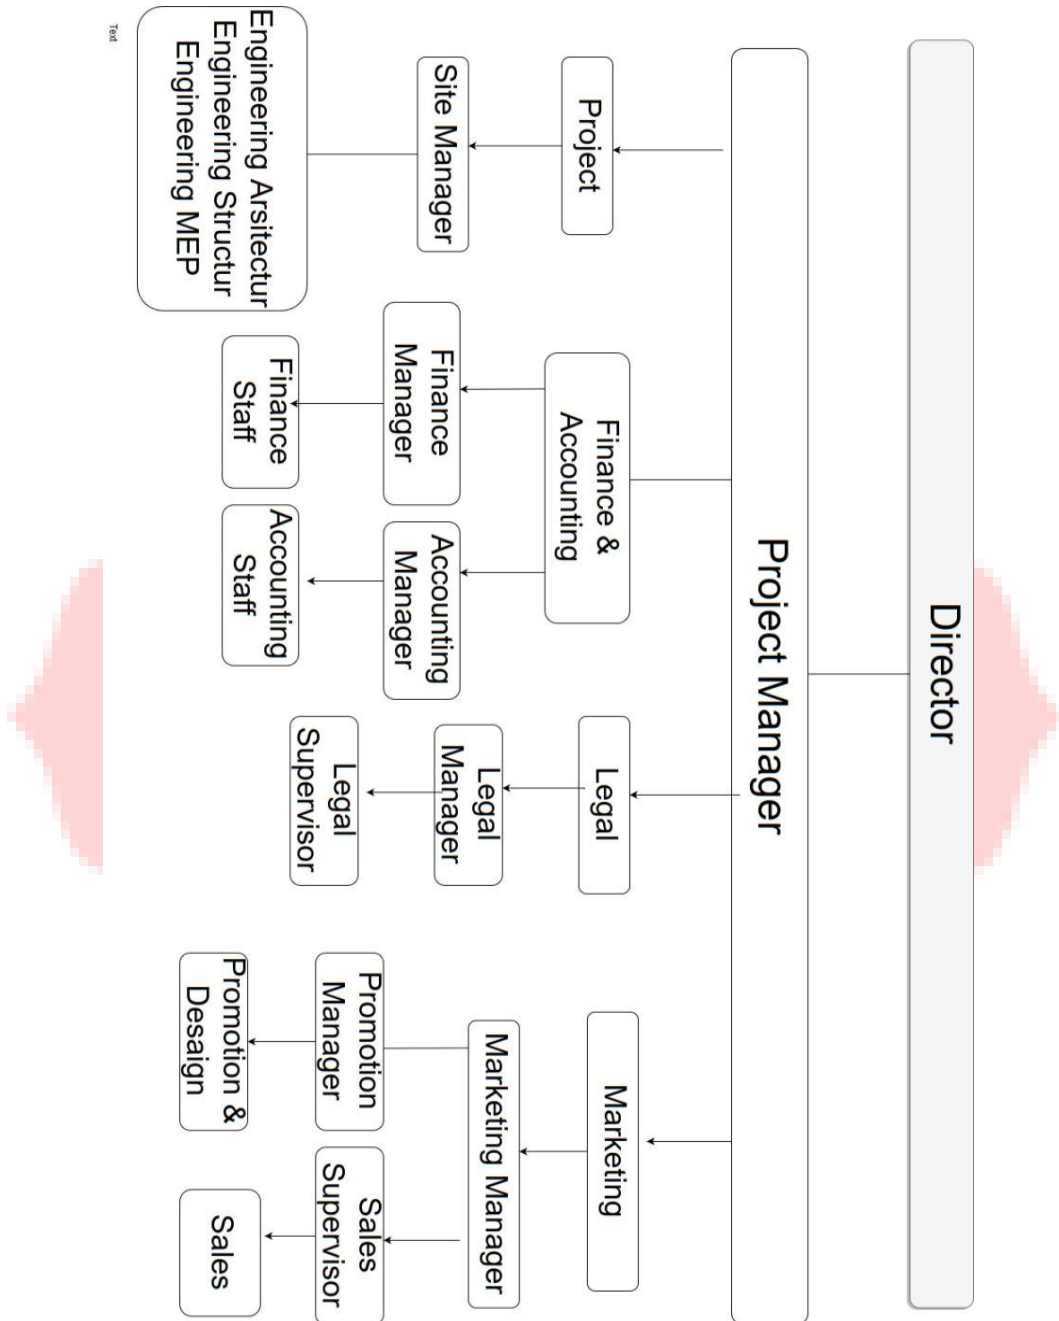 Director
Project Manager
Project
Finance &
Accounting
Legal
Marketing
Site Manager
Finance
Manager
Accounting
Manager
Legal
Manager
Marketing Manager
Engineering Arsitectur
Engineering Structur
Engineering MEP
Finance
Staff
Accounting
Staff
Legal
Supervisor
Promotion
Manager
Sales
Supervisor
Promotion &
Desaign
Sales
Text